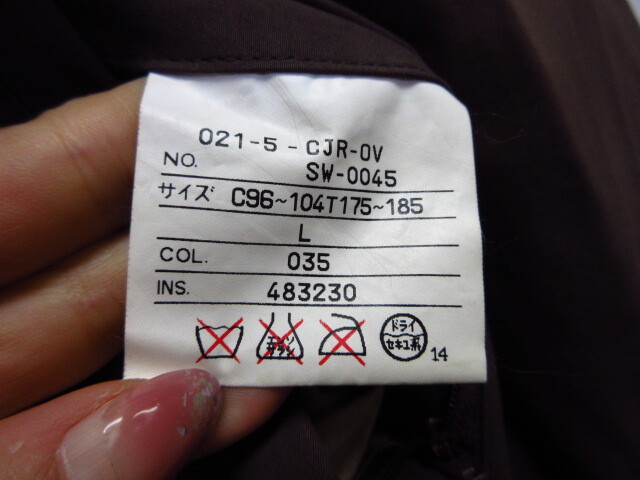 021-5-CJR-0V
NO. SW-0045
サイズ C96~104T175~185
L
COL. 035
INS. 483230
エンソ
サラシ
ドライ
セキユ系
14